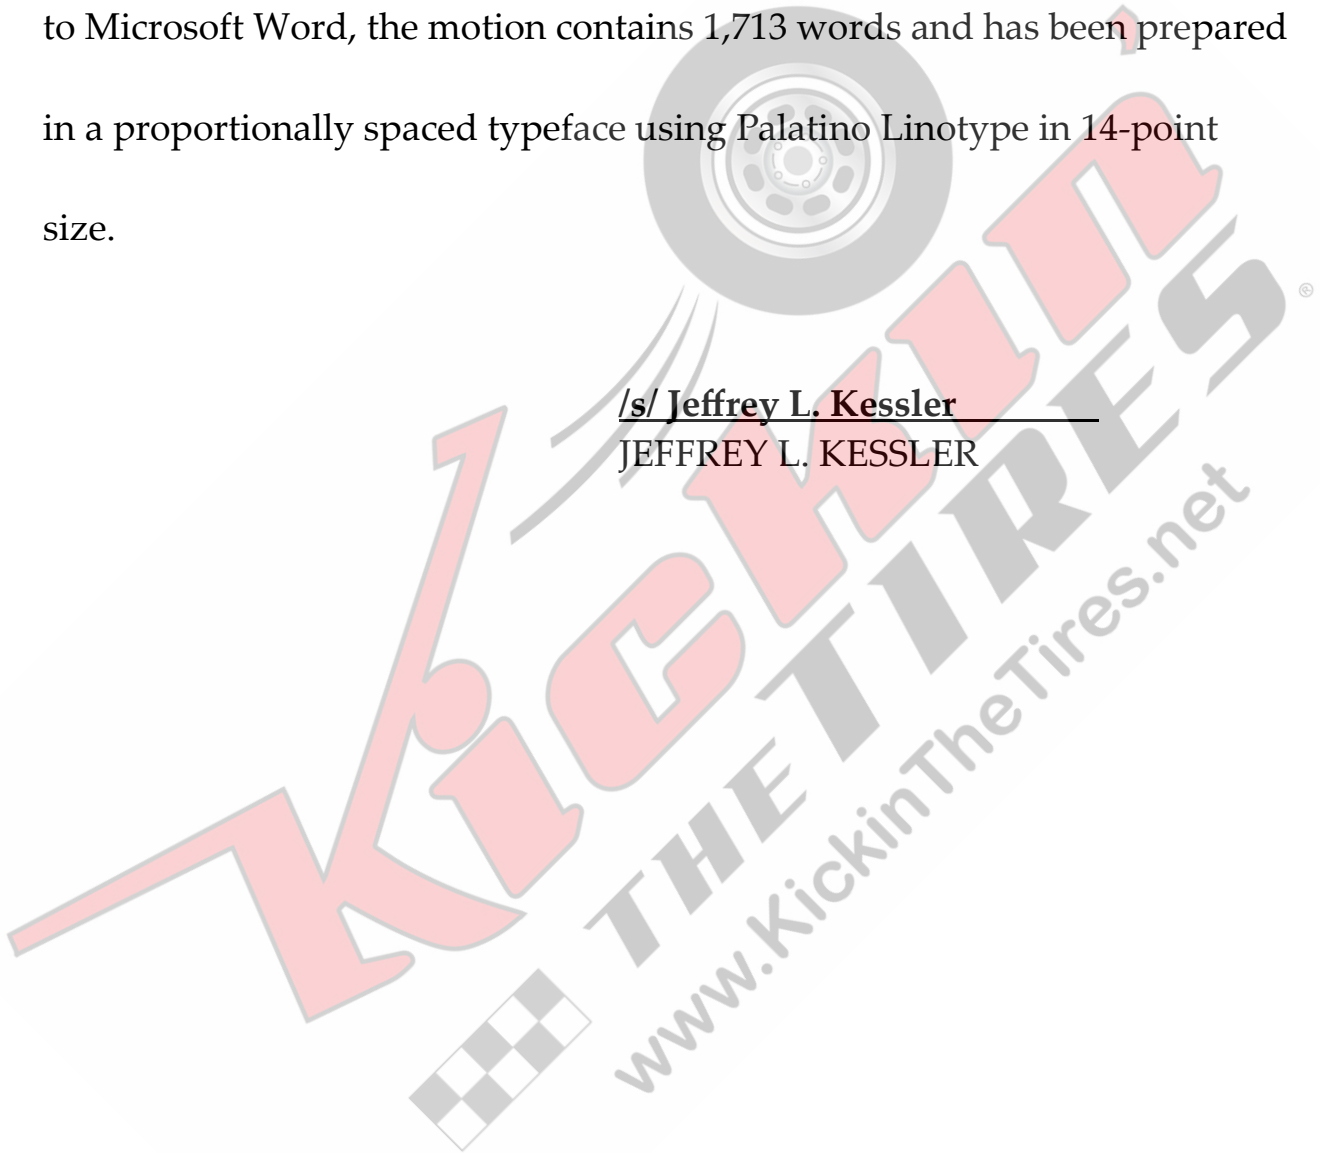 to Microsoft Word, the motion contains 1,713 words and has been prepared
in a proportionally spaced typeface using Palatino Linotype in 14-point
size.
/s/ Jeffrey L. Kessler
JEFFREY L. KESSLER
Kickin'
THE TIRES
®
www.KickinTheTires.net